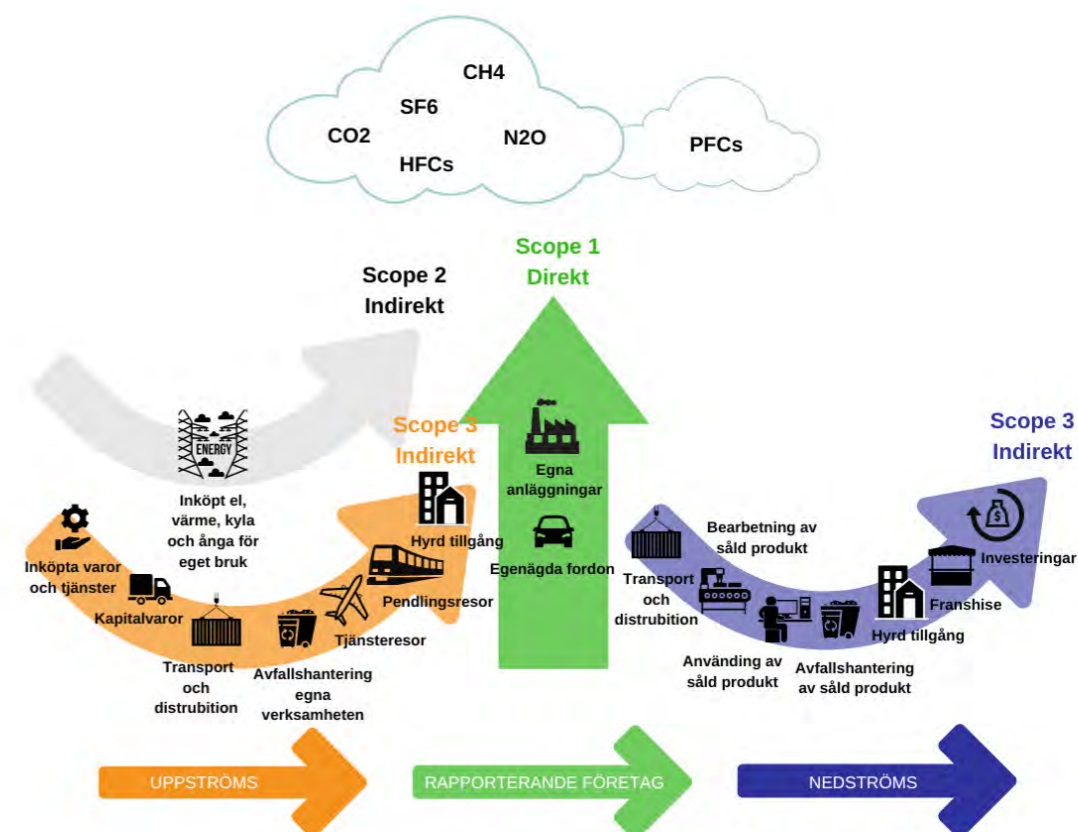 CH4
SF6
CO2
N2O
HFCs
PFCs
Scope 1
Direkt
Scope 2
Indirekt
ENERGY
Inköpt el,
värme, kyla
och ånga för
eget bruk
Scope 3
Indirekt
Inköpta varor
och tjänster
Kapitalvaror
Transport
och
distrubition
Avfallshantering
egna
verksamheten
Tjänsteresor
Pendlingsresor
Hyrd tillgång
Egna
anläggningar
Egenägda fordon
Scope 3
Indirekt
Transport
och
distrubition
Bearbetning av
såld produkt
Använding av
såld produkt
Avfallshantering
av såld produkt
Hyrd tillgång
Franshise
$
Investeringar
UPPSTRÖMS
RAPPORTERANDE FÖRETAG
NEDSTRÖMS